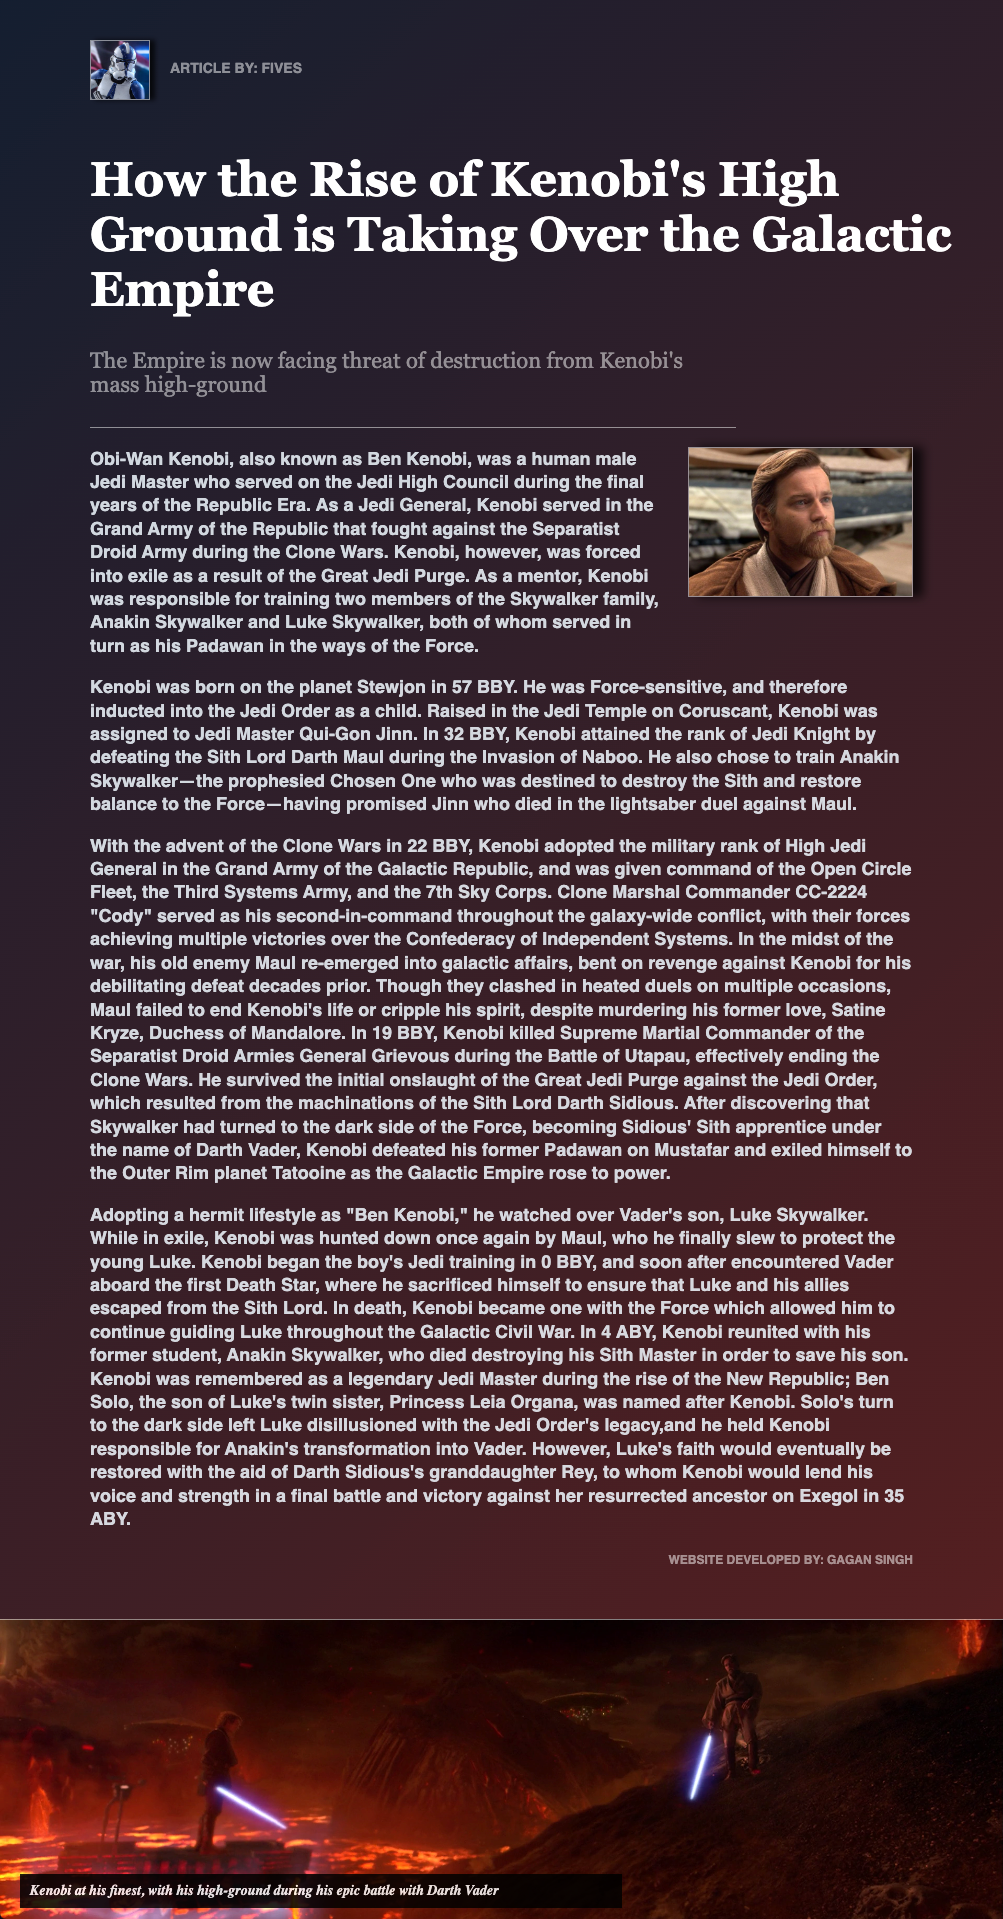 ARTICLE BY: FIVES
How the Rise of Kenobi's High
Ground is Taking Over the Galactic
Empire
The Empire is now facing threat of destruction from Kenobi's
mass high-ground
Obi-Wan Kenobi, also known as Ben Kenobi, was a human male
Jedi Master who served on the Jedi High Council during the final
years of the Republic Era. As a Jedi General, Kenobi served in the
Grand Army of the Republic that fought against the Separatist
Droid Army during the Clone Wars. Kenobi, however, was forced
into exile as a result of the Great Jedi Purge. As a mentor, Kenobi
was responsible for training two members of the Skywalker family,
Anakin Skywalker and Luke Skywalker, both of whom served in
turn as his Padawan in the ways of the Force.
Kenobi was born on the planet Stewjon in 57 BBY. He was Force-sensitive, and therefore
inducted into the Jedi Order as a child. Raised in the Jedi Temple on Coruscant, Kenobi was
assigned to Jedi Master Qui-Gon Jinn. In 32 BBY, Kenobi attained the rank of Jedi Knight by
defeating the Sith Lord Darth Maul during the Invasion of Naboo. He also chose to train Anakin
Skywalker—the prophesied Chosen One who was destined to destroy the Sith and restore
balance to the Force—having promised Jinn who died in the lightsaber duel against Maul.
With the advent of the Clone Wars in 22 BBY, Kenobi adopted the military rank of High Jedi
General in the Grand Army of the Galactic Republic, and was given command of the Open Circle
Fleet, the Third Systems Army, and the 7th Sky Corps. Clone Marshal Commander CC-2224
"Cody" served as his second-in-command throughout the galaxy-wide conflict, with their forces
achieving multiple victories over the Confederacy of Independent Systems. In the midst of the
war, his old enemy Maul re-emerged into galactic affairs, bent on revenge against Kenobi for his
debilitating defeat decades prior. Though they clashed in heated duels on multiple occasions,
Maul failed to end Kenobi's life or cripple his spirit, despite murdering his former love, Satine
Kryze, Duchess of Mandalore. In 19 BBY, Kenobi killed Supreme Martial Commander of the
Separatist Droid Armies General Grievous during the Battle of Utapau, effectively ending the
Clone Wars. He survived the initial onslaught of the Great Jedi Purge against the Jedi Order,
which resulted from the machinations of the Sith Lord Darth Sidious. After discovering that
Skywalker had turned to the dark side of the Force, becoming Sidious' Sith apprentice under
the name of Darth Vader, Kenobi defeated his former Padawan on Mustafar and exiled himself to
the Outer Rim planet Tatooine as the Galactic Empire rose to power.
Adopting a hermit lifestyle as "Ben Kenobi," he watched over Vader's son, Luke Skywalker.
While in exile, Kenobi was hunted down once again by Maul, who he finally slew to protect the
young Luke. Kenobi began the boy's Jedi training in 0 BBY, and soon after encountered Vader
aboard the first Death Star, where he sacrificed himself to ensure that Luke and his allies
escaped from the Sith Lord. In death, Kenobi became one with the Force which allowed him to
continue guiding Luke throughout the Galactic Civil War. In 4 ABY, Kenobi reunited with his
former student, Anakin Skywalker, who died destroying his Sith Master in order to save his son.
Kenobi was remembered as a legendary Jedi Master during the rise of the New Republic; Ben
Solo, the son of Luke's twin sister, Princess Leia Organa, was named after Kenobi. Solo's turn
to the dark side left Luke disillusioned with the Jedi Order's legacy,and he held Kenobi
responsible for Anakin's transformation into Vader. However, Luke's faith would eventually be
restored with the aid of Darth Sidious's granddaughter Rey, to whom Kenobi would lend his
voice and strength in a final battle and victory against her resurrected ancestor on Exegol in 35
ABY.
WEBSITE DEVELOPED BY: GAGAN SINGH
Kenobi at his finest, with his high-ground during his epic battle with Darth Vader